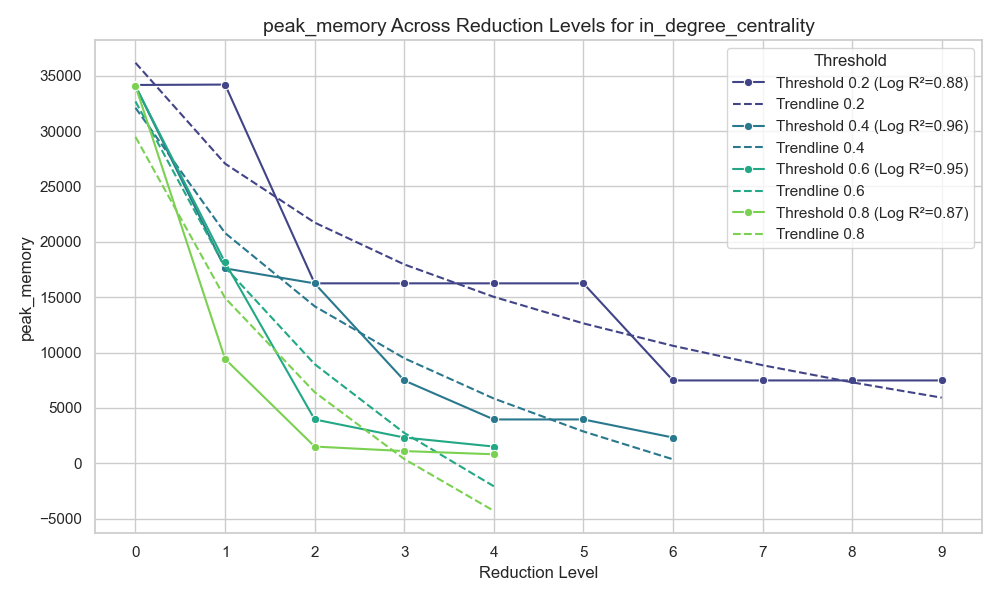 peak_memory Across Reduction Levels for in_degree_centrality
peak_memory
35000
30000
25000
20000
15000
10000
5000
0
−5000
0 1 2 3 4 5 6 7 8 9
Reduction Level
Threshold
Threshold 0.2 (Log R²=0.88)
Trendline 0.2
Threshold 0.4 (Log R²=0.96)
Trendline 0.4
Threshold 0.6 (Log R²=0.95)
Trendline 0.6
Threshold 0.8 (Log R²=0.87)
Trendline 0.8